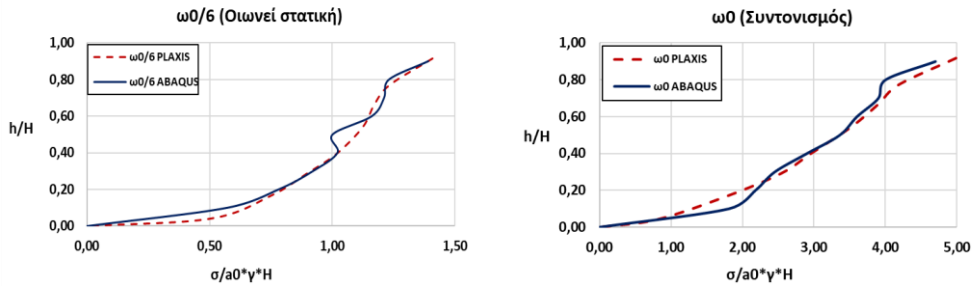 ω0/6 (Οιωνεί στατική)
1,00
0,80
0,60
0,40
0,20
0,00
h/H
ω0/6 PLAXIS
ω0/6 ABAQUS
0,00 0,50 1,00 1,50
σ/a0*γ*H
ω0 (Συντονισμός)
1,00
0,80
0,60
0,40
0,20
0,00
h/H
ω0 PLAXIS
ω0 ABAQUS
0,00 1,00 2,00 3,00 4,00 5,00
σ/a0*γ*H